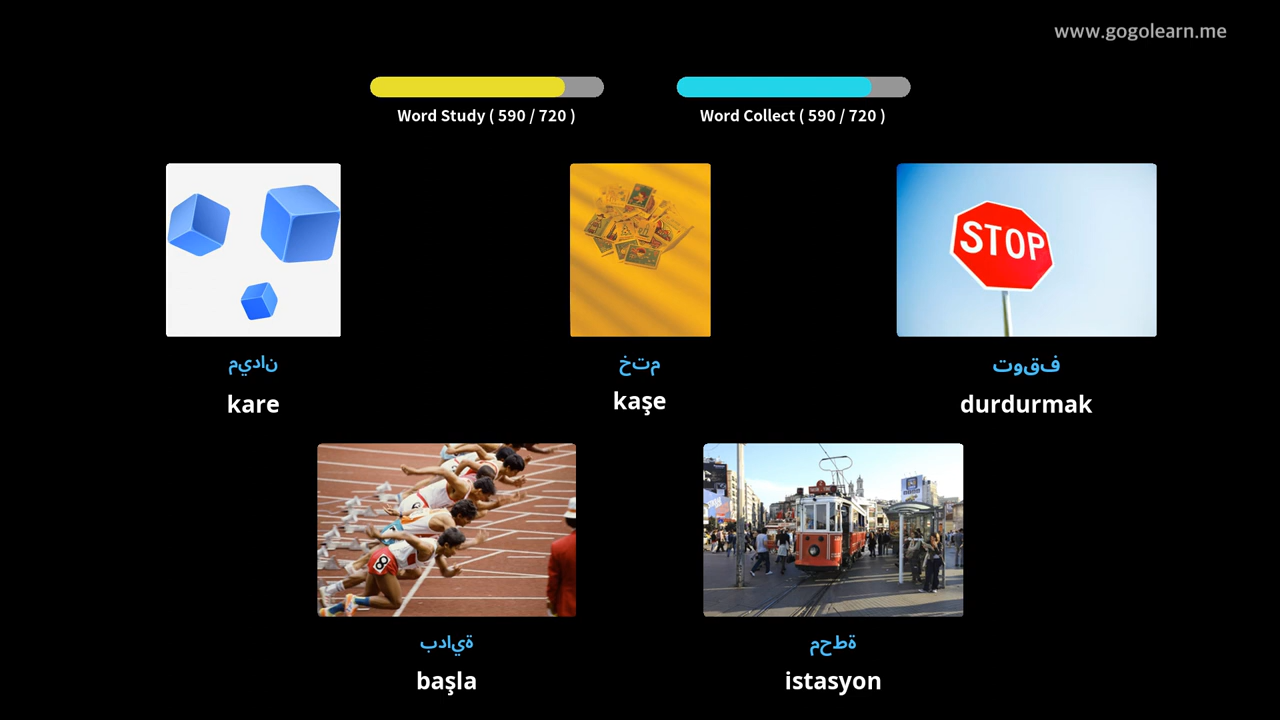 www.gogolearn.me
Word Study ( 590 / 720 )
Word Collect ( 590 / 720 )
STOP
ميدان
ختم
توقف
kare
kaşe
durdurmak
8
بداية
محطة
başla
istasyon